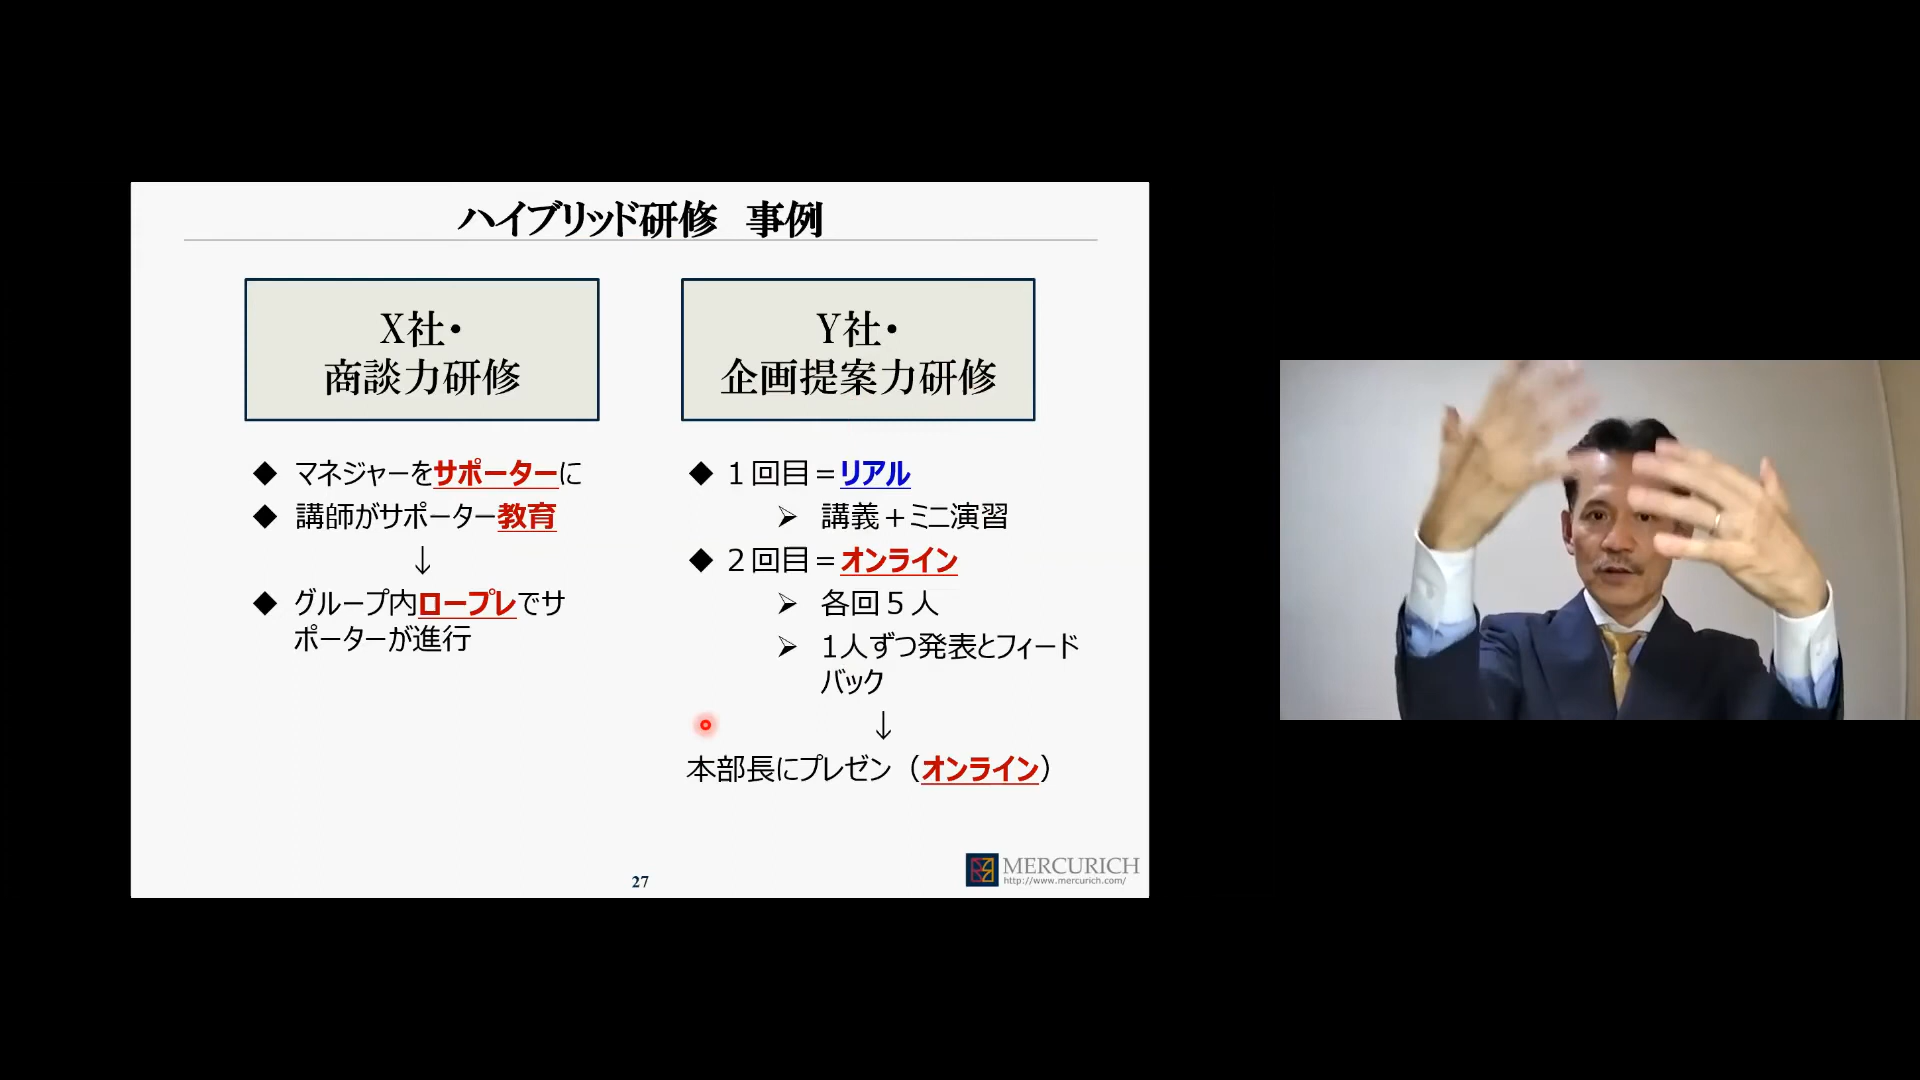 ハイブリッド研修　事例
X社・
商談力研修
◆ マネジャーをサポーターに
◆ 講師がサポーター教育
↓
◆ グループ内ロープレでサ
ポーターが進行
Y社・
企画提案力研修
◆ １回目＝リアル
➢ 講義＋ミニ演習
◆ ２回目＝オンライン
➢ 各回５人
➢ 1人ずつ発表とフィード
バック
↓
本部長にプレゼン（オンライン）
27
MERCURICH
http://www.mercurich.com/